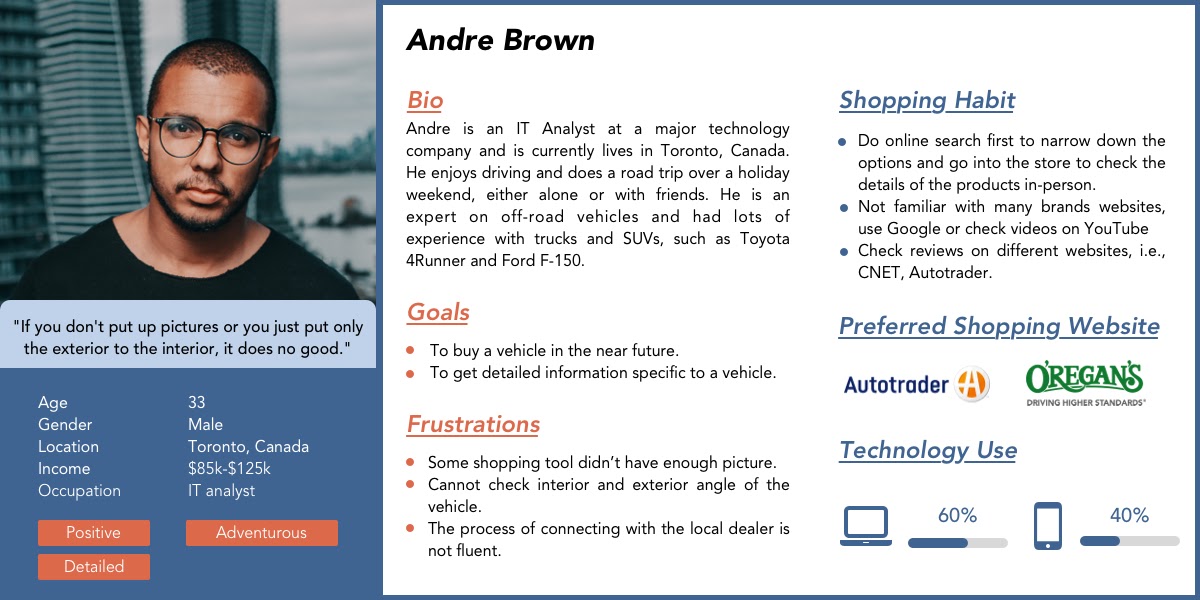 Andre Brown
"If you don't put up pictures or you just put only
the exterior to the interior, it does no good."
Age 33
Gender Male
Location Toronto, Canada
Income $85k-$125k
Occupation IT analyst
Positive Adventurous
Detailed
Bio
Andre is an IT Analyst at a major technology
company and is currently lives in Toronto, Canada.
He enjoys driving and does a road trip over a holiday
weekend, either alone or with friends. He is an
expert on off-road vehicles and had lots of
experience with trucks and SUVs, such as Toyota
4Runner and Ford F-150.
Goals
To buy a vehicle in the near future.
To get detailed information specific to a vehicle.
Frustrations
Some shopping tool didn’t have enough picture.
Cannot check interior and exterior angle of the
vehicle.
The process of connecting with the local dealer is
not fluent.
Shopping Habit
Do online search first to narrow down the
options and go into the store to check the
details of the products in-person.
Not familiar with many brands websites,
use Google or check videos on YouTube
Check reviews on different websites, i.e.,
CNET, Autotrader.
Preferred Shopping Website
Autotrader
O'REGAN'S
DRIVING HIGHER STANDARDS"
Technology Use
60% 40%